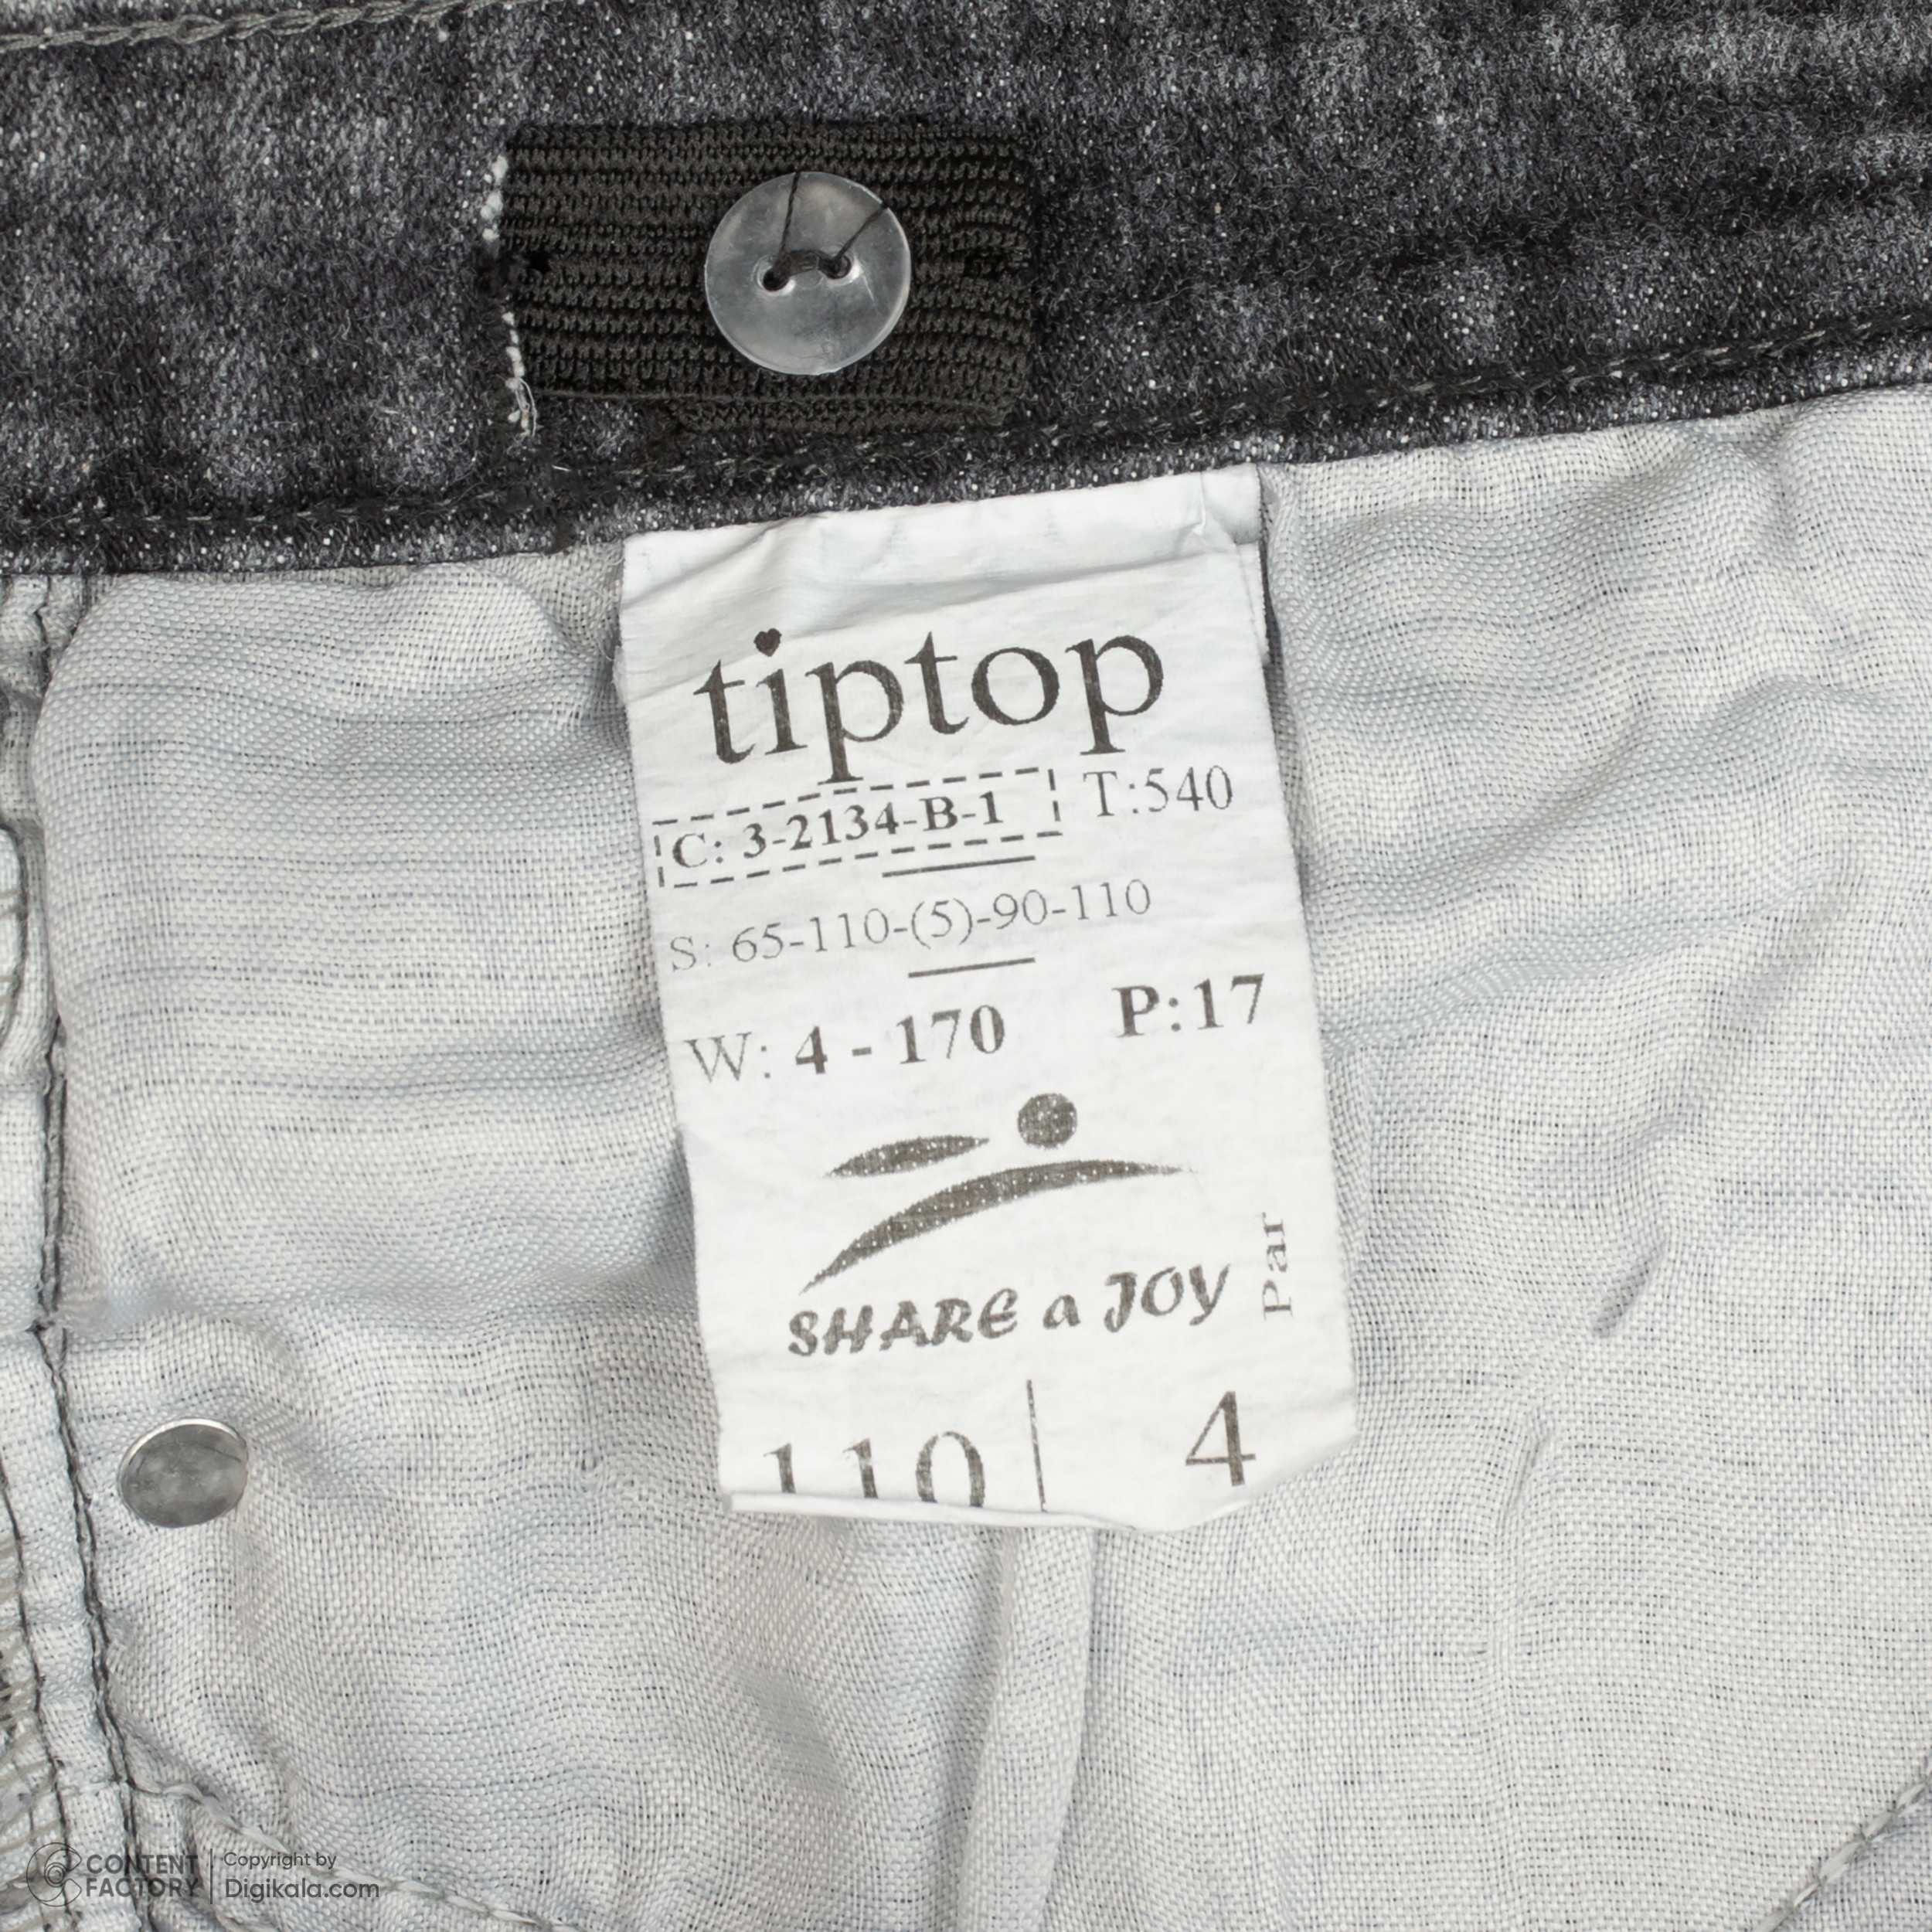 tiptop
C: 3-2134-B-1 T:540
S: 65-110-(5)-90-110
W: 4 - 170 P:17
SHARE a JOY
Par
110 | 4
CONTENT FACTORY
Copyright by
Digikala.com